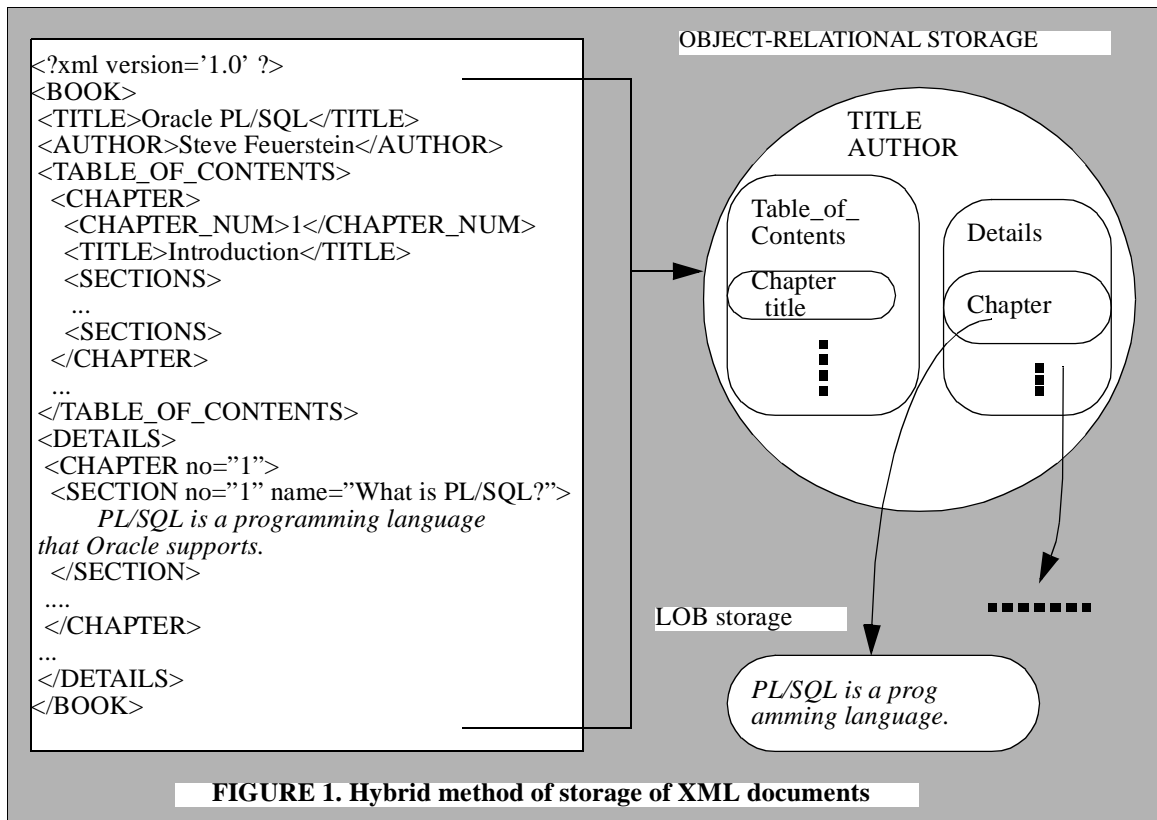 <?xml version='1.0' ?>
<BOOK>
<TITLE>Oracle PL/SQL</TITLE>
<AUTHOR>Steve Feuerstein</AUTHOR>
<TABLE_OF_CONTENTS>
<CHAPTER>
<CHAPTER_NUM>1</CHAPTER_NUM>
<TITLE>Introduction</TITLE>
<SECTIONS>
...
<SECTIONS>
</CHAPTER>
...
</TABLE_OF_CONTENTS>
<DETAILS>
<CHAPTER no=”1”>
<SECTION no=”1” name=”What is PL/SQL?”>
PL/SQL is a programming language
that Oracle supports.
</SECTION>
....
</CHAPTER>
...
</DETAILS>
</BOOK>
OBJECT-RELATIONAL STORAGE
TITLE
AUTHOR
Table_of_
Contents
Chapter
title
Details
Chapter
LOB storage
PL/SQL is a prog
amming language.
FIGURE 1. Hybrid method of storage of XML documents